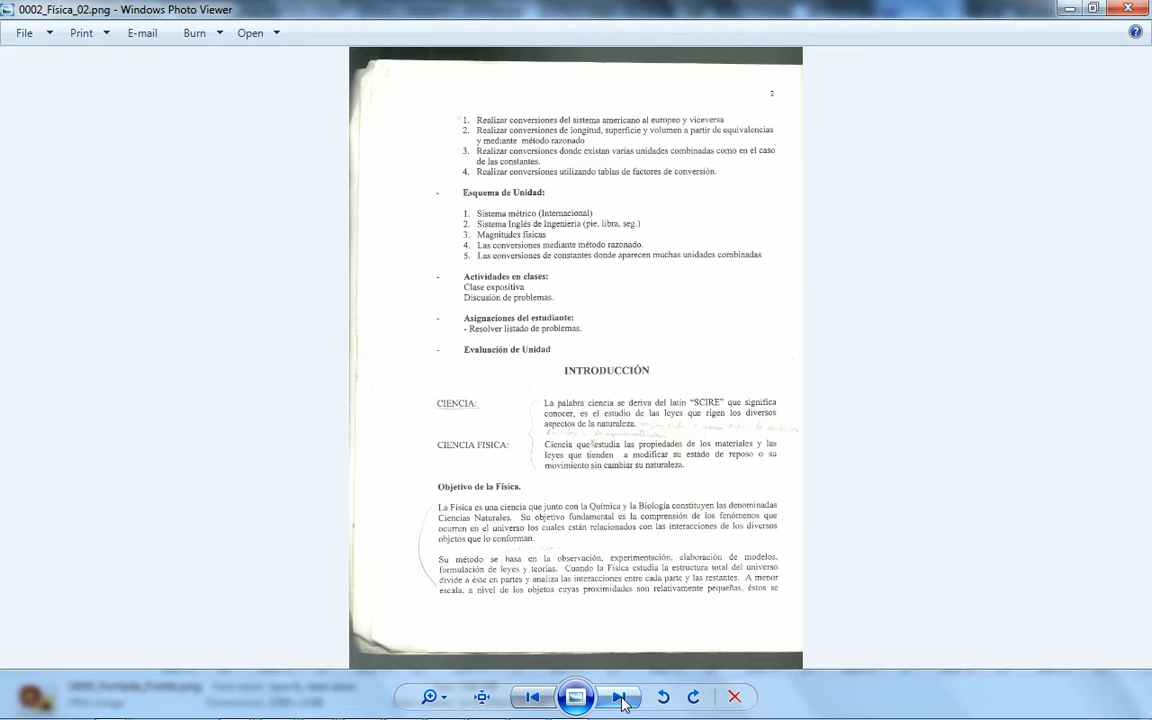 0002_Física_02.png - Windows Photo Viewer
File Print E-mail Burn Open
2
1. Realizar conversiones del sistema americano al europeo y viceversa
2. Realizar conversiones de longitud, superficie y volumen a partir de equivalencias
y mediante método razonado
3. Realizar conversiones donde existan varias unidades combinadas como en el caso
de las constantes.
4. Realizar conversiones utilizando tablas de factores de conversión.
- Esquema de Unidad:
1. Sistema métrico (Internacional)
2. Sistema Inglés de Ingeniería (pie, libra, seg.)
3. Magnitudes físicas
4. Las conversiones mediante método razonado.
5. Las conversiones de constantes donde aparecen muchas unidades combinadas
- Actividades en clases:
Clase expositiva
Discusión de problemas.
- Asignaciones del estudiante:
- Resolver listado de problemas.
- Evaluación de Unidad
INTRODUCCIÓN
CIENCIA: La palabra ciencia se deriva del latín “SCIRE” que significa
conocer, es el estudio de las leyes que rigen los diversos
aspectos de la naturaleza.
CIENCIA FISICA: Ciencia que estudia las propiedades de los materiales y las
leyes que tienden a modificar su estado de reposo o su
movimiento sin cambiar su naturaleza.
Objetivo de la Física.
La Física es una ciencia que junto con la Química y la Biología constituyen las denominadas
Ciencias Naturales. Su objetivo fundamental es la comprensión de los fenómenos que
ocurren en el universo los cuales están relacionados con las interacciones de los diversos
objetos que lo conforman.
Su método se basa en la observación, experimentación, elaboración de modelos,
formulación de leyes y teorías. Cuando la Física estudia la estructura total del universo
divide a éste en partes y analiza las interacciones entre cada parte y las restantes. A menor
escala, a nivel de los objetos cuyas proximidades son relativamente pequeñas, éstos se